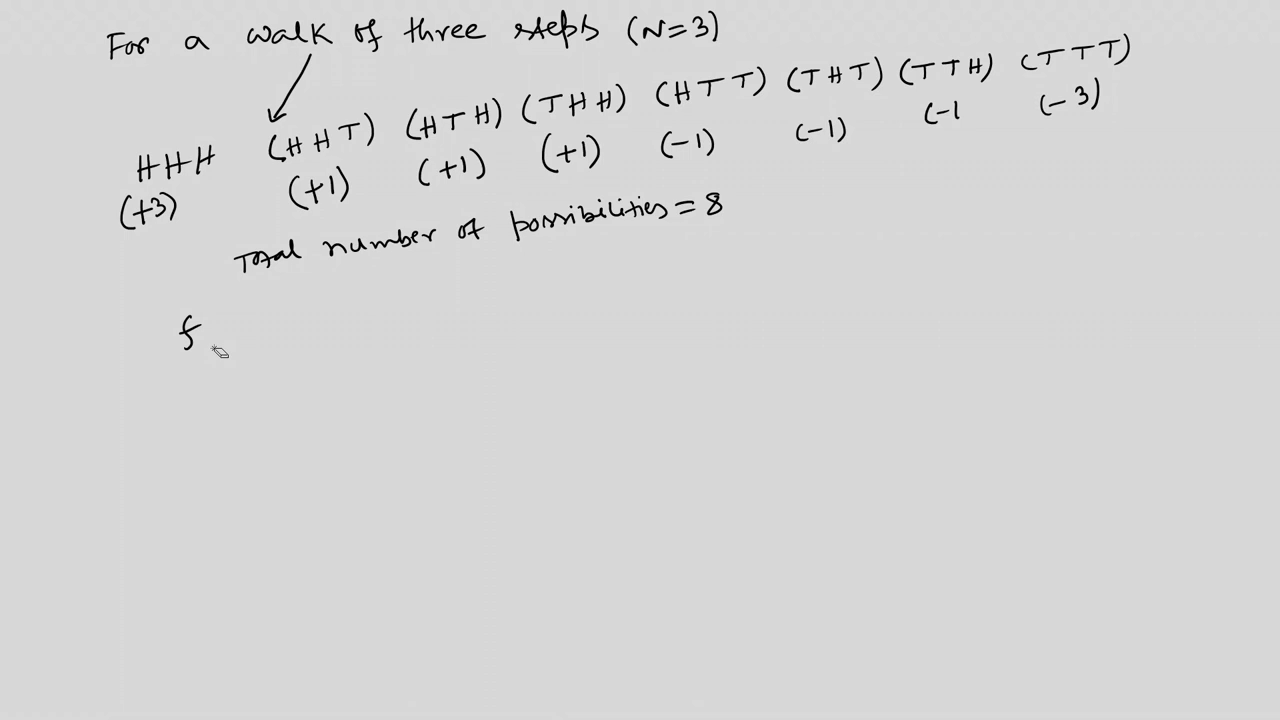 For a walk of three steps (N=3)
HHH (HHT) (HTH) (THH) (HTT) (THT) (TTH) (TTT)
(+3) (+1) (+1) (+1) (-1) (-1) (-1 (-3)
Total number of possibilities = 8
f